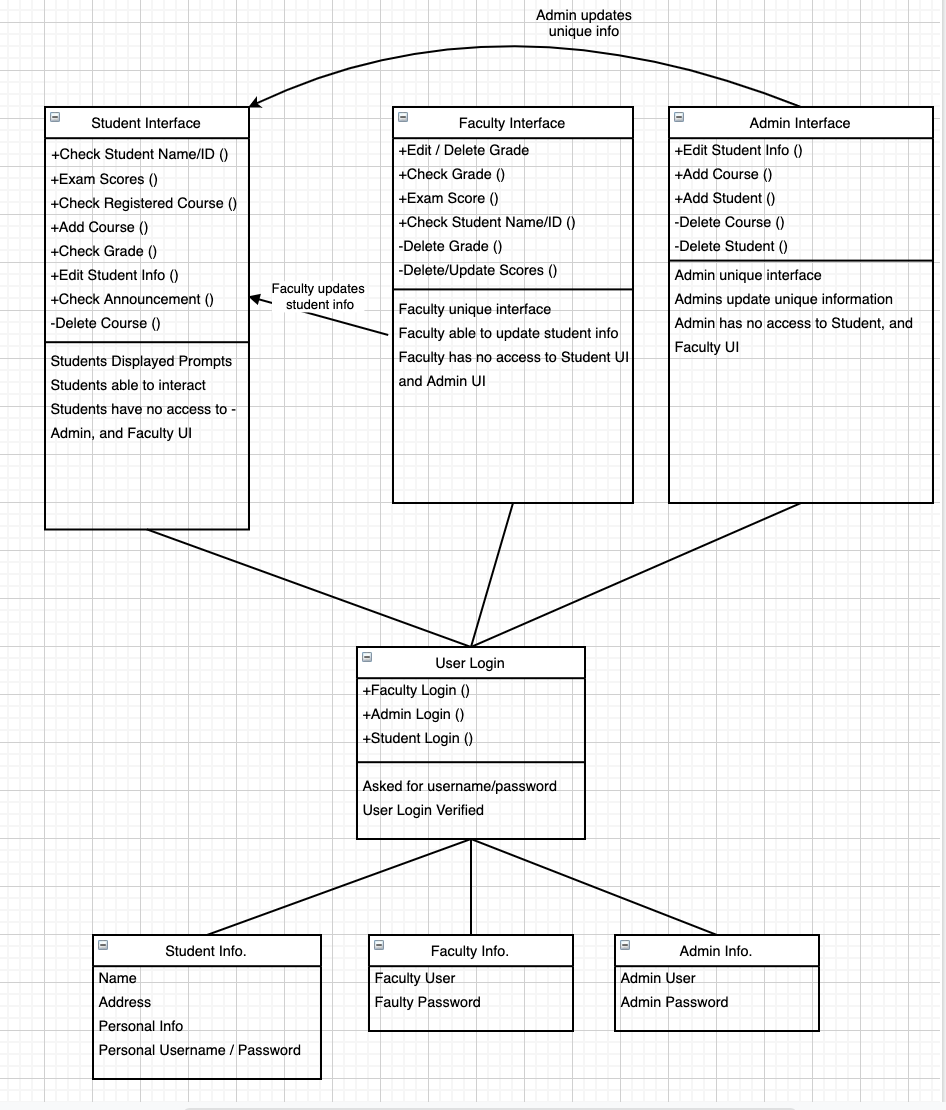 Admin updates
unique info
Student Interface
+Check Student Name/ID ()
+Exam Scores ()
+Check Registered Course ()
+Add Course ()
+Check Grade ()
+Edit Student Info ()
+Check Announcement ()
-Delete Course ()
Students Displayed Prompts
Students able to interact
Students have no access to -
Admin, and Faculty UI
Faculty updates
student info
Faculty Interface
+Edit / Delete Grade
+Check Grade ()
+Exam Score ()
+Check Student Name/ID ()
-Delete Grade ()
-Delete/Update Scores ()
Faculty unique interface
Faculty able to update student info
Faculty has no access to Student UI
and Admin UI
Admin Interface
+Edit Student Info ()
+Add Course ()
+Add Student ()
-Delete Course ()
-Delete Student ()
Admin unique interface
Admins update unique information
Admin has no access to Student, and
Faculty UI
User Login
+Faculty Login ()
+Admin Login ()
+Student Login ()
Asked for username/password
User Login Verified
Student Info.
Name
Address
Personal Info
Personal Username / Password
Faculty Info.
Faculty User
Faulty Password
Admin Info.
Admin User
Admin Password